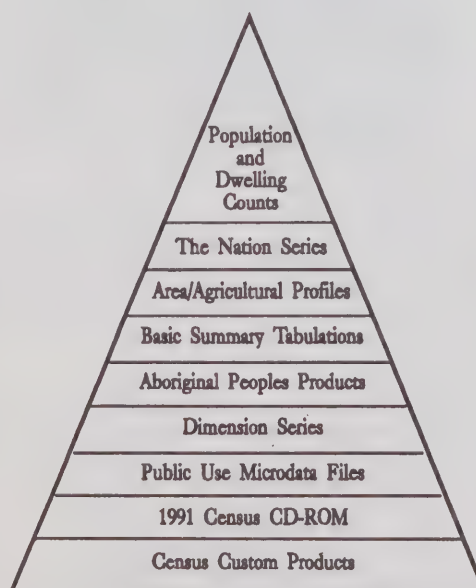 Population
and
Dwelling
Counts
The Nation Series
Area/Agricultural Profiles
Basic Summary Tabulations
Aboriginal Peoples Products
Dimension Series
Public Use Microdata Files
1991 Census CD-ROM
Census Custom Products